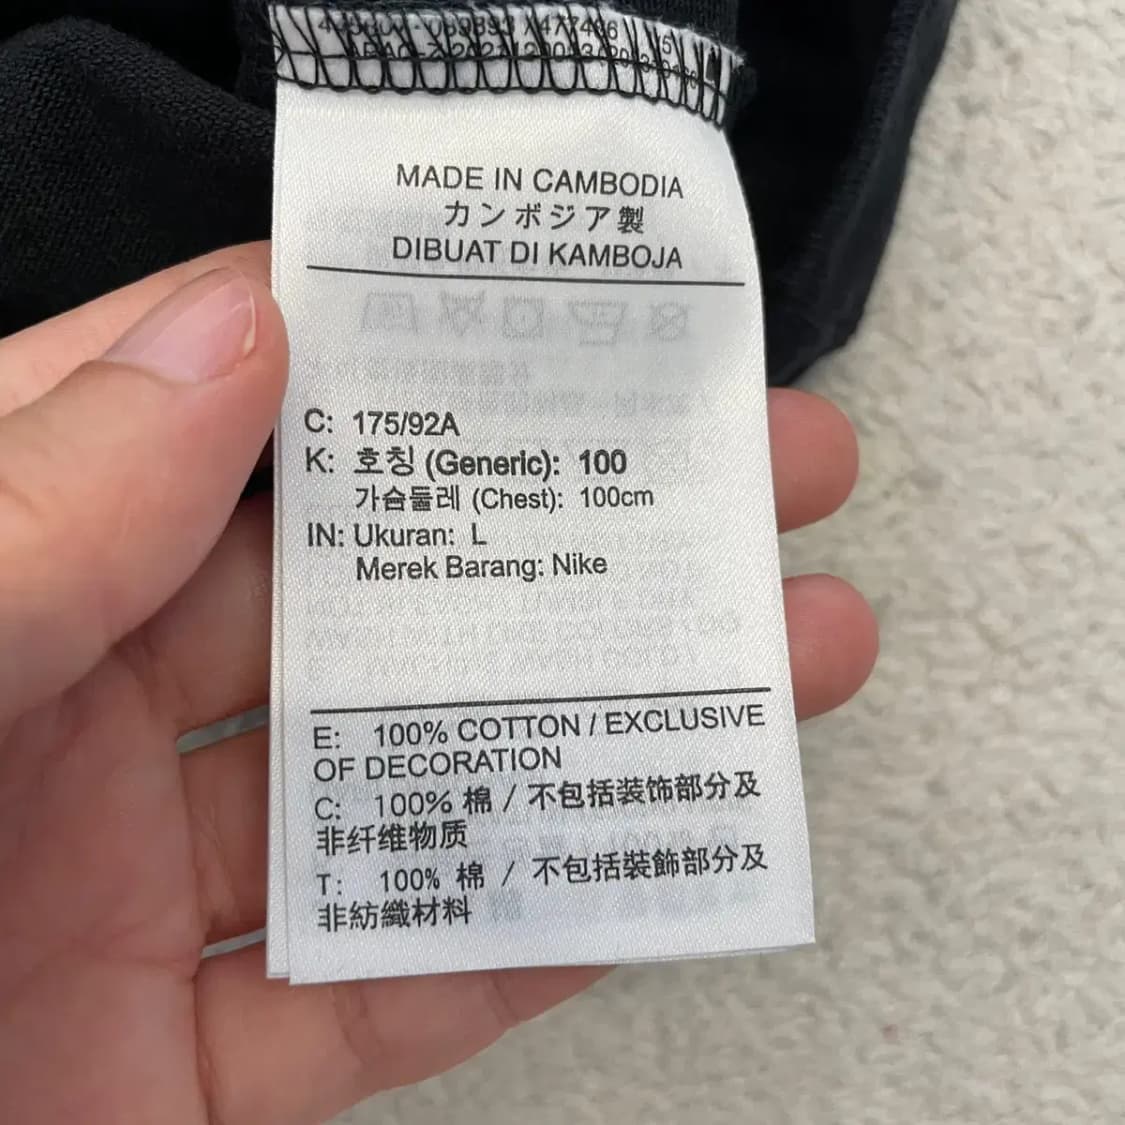 MADE IN CAMBODIA
カンボジア製
DIBUAT DI KAMBOJA
C: 175/92A
K: 호칭 (Generic): 100
가슴둘레 (Chest): 100cm
IN: Ukuran: L
Merek Barang: Nike
E: 100% COTTON / EXCLUSIVE
OF DECORATION
C: 100% 棉 / 不包括装饰部分及
非纤维物质
T: 100% 棉 / 不包括裝飾部分及
非紡織材料